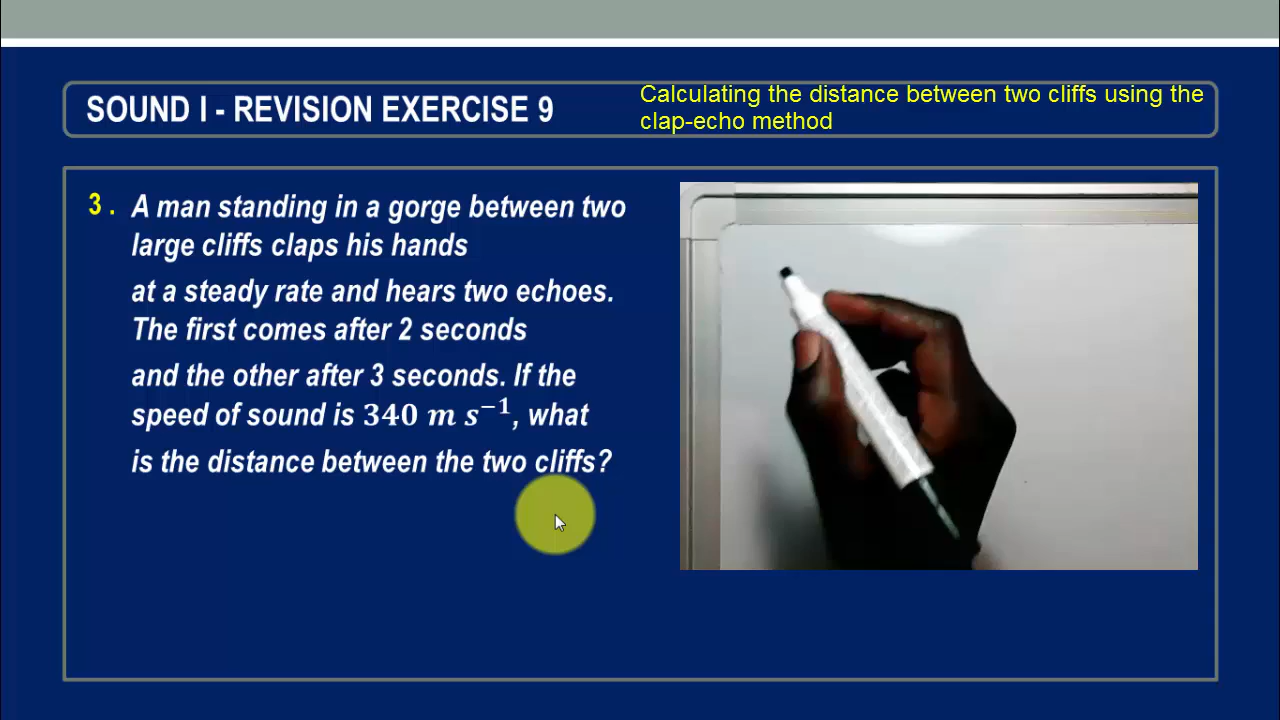 SOUND I - REVISION EXERCISE 9
Calculating the distance between two cliffs using the
clap-echo method
3 . A man standing in a gorge between two
large cliffs claps his hands
at a steady rate and hears two echoes.
The first comes after 2 seconds
and the other after 3 seconds. If the
speed of sound is 340 m s⁻¹, what
is the distance between the two cliffs?